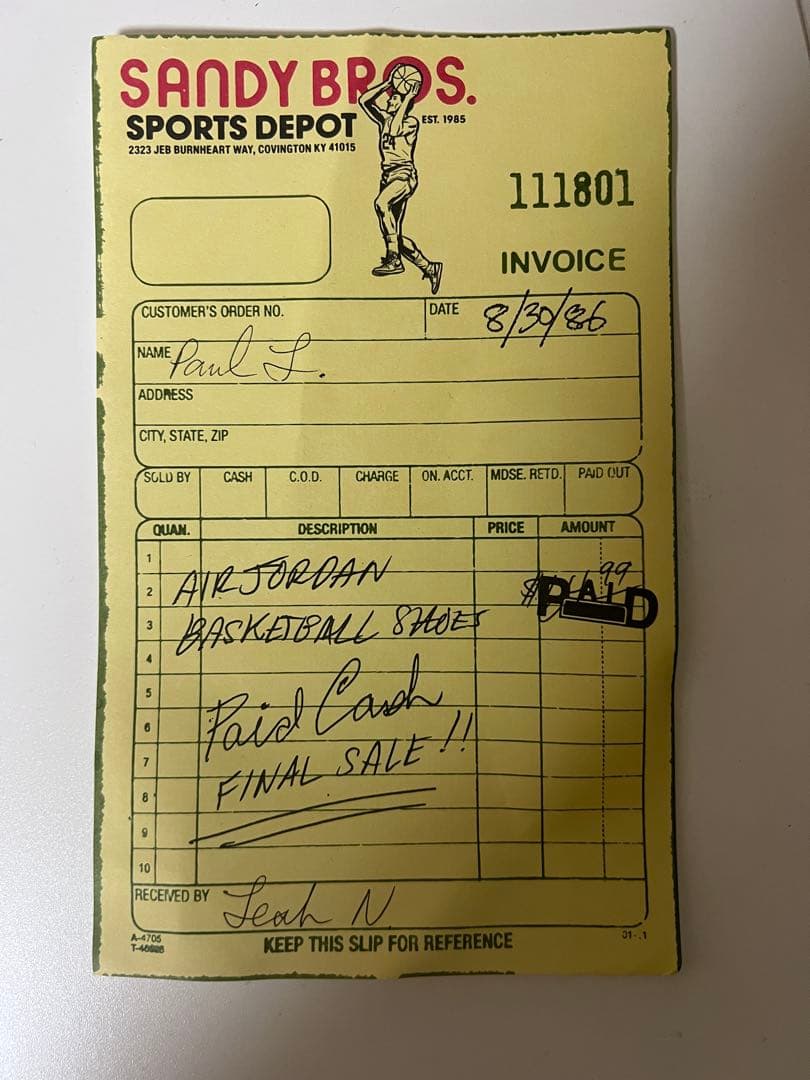 SANDY BROS.
SPORTS DEPOT
EST. 1985
2323 JEB BURNHEART WAY, COVINGTON KY 41015
24
111801
INVOICE
CUSTOMER'S ORDER NO. DATE 8/30/86
NAME Paul L.
ADDRESS
CITY, STATE, ZIP
SOLD BY CASH C.O.D. CHARGE ON. ACCT. MDSE. RETD. PAID OUT
QUAN. DESCRIPTION PRICE AMOUNT
1
2 AIR JORDAN $ 99
PAID
3 BASKETBALL SHOES
4
5
6 Paid Cash
7
8 FINAL SALE!!
9
10
RECEIVED BY Leah N
A-4705
KEEP THIS SLIP FOR REFERENCE